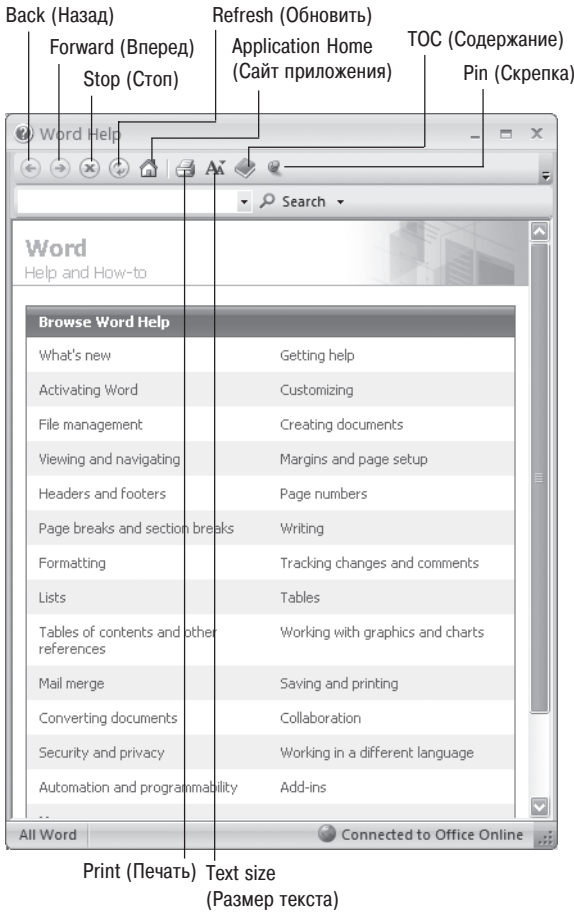 Back (Назад)
Refresh (Обновить)
Forward (Вперед)
Application Home
(Сайт приложения)
TOC (Содержание)
Stop (Стоп)
Pin (Скрепка)
Word Help
Search
Word
Help and How-to
Browse Word Help
What's new
Getting help
Activating Word
Customizing
File management
Creating documents
Viewing and navigating
Margins and page setup
Headers and footers
Page numbers
Page breaks and section breaks
Writing
Formatting
Tracking changes and comments
Lists
Tables
Tables of contents and other
references
Working with graphics and charts
Mail merge
Saving and printing
Converting documents
Collaboration
Security and privacy
Working in a different language
Automation and programmability
Add-ins
All Word
Connected to Office Online
Print (Печать)
Text size
(Размер текста)